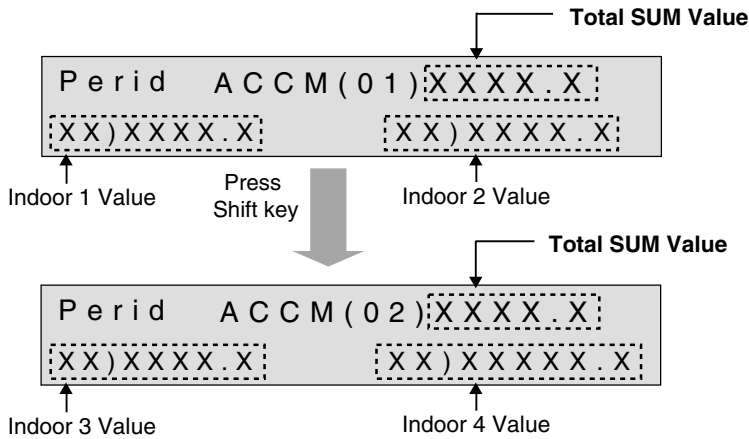 Total SUM Value
Perid ACCM(01)XXXX.X
XX)XXXX.X XX)XXXX.X
Indoor 1 Value Indoor 2 Value
Press
Shift key
Total SUM Value
Perid ACCM(02)XXXX.X
XX)XXXX.X XX)XXXXX.X
Indoor 3 Value Indoor 4 Value